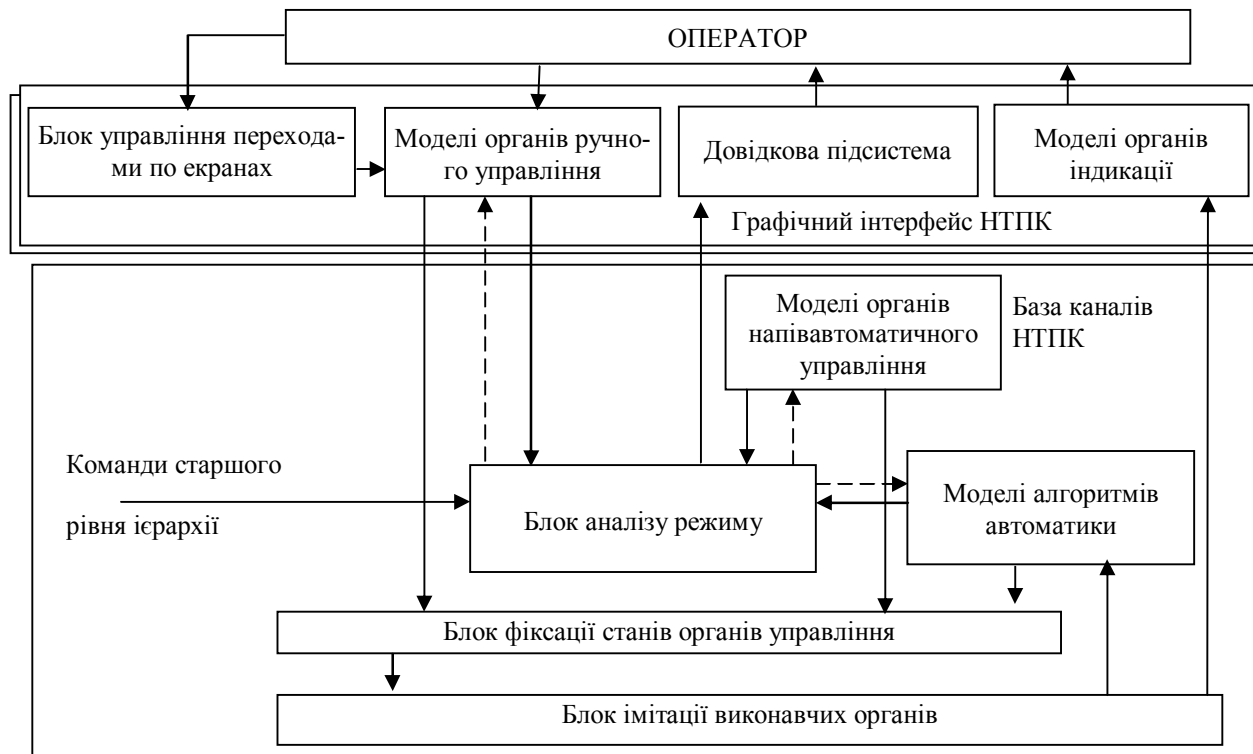 ОПЕРАТОР
Блок управління перехода-
ми по екранах
Моделі органів ручно-
го управління
Довідкова підсистема
Моделі органів
індикації
Графічний інтерфейс НТПК
Моделі органів
напівавтоматичного
управління
База каналів
НТПК
Команди старшого
рівня ієрархії
Блок аналізу режиму
Моделі алгоритмів
автоматики
Блок фіксації станів органів управління
Блок імітації виконавчих органів